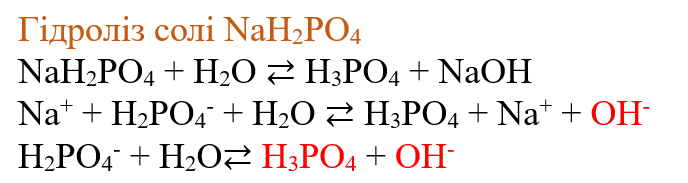 Гідроліз солі NaH₂PO₄
NaH₂PO₄ + H₂O ⇄ H₃PO₄ + NaOH
Na⁺ + H₂PO₄⁻ + H₂O ⇄ H₃PO₄ + Na⁺ + OH⁻
H₂PO₄⁻ + H₂O⇄ H₃PO₄ + OH⁻